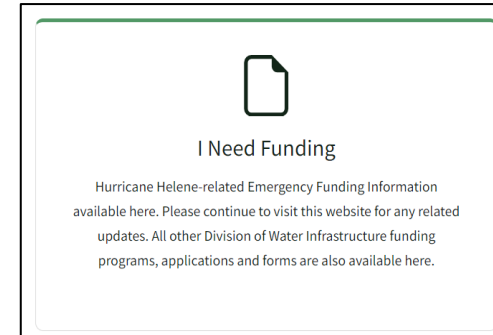 I Need Funding
Hurricane Helene-related Emergency Funding Information
available here. Please continue to visit this website for any related
updates. All other Division of Water Infrastructure funding
programs, applications and forms are also available here.